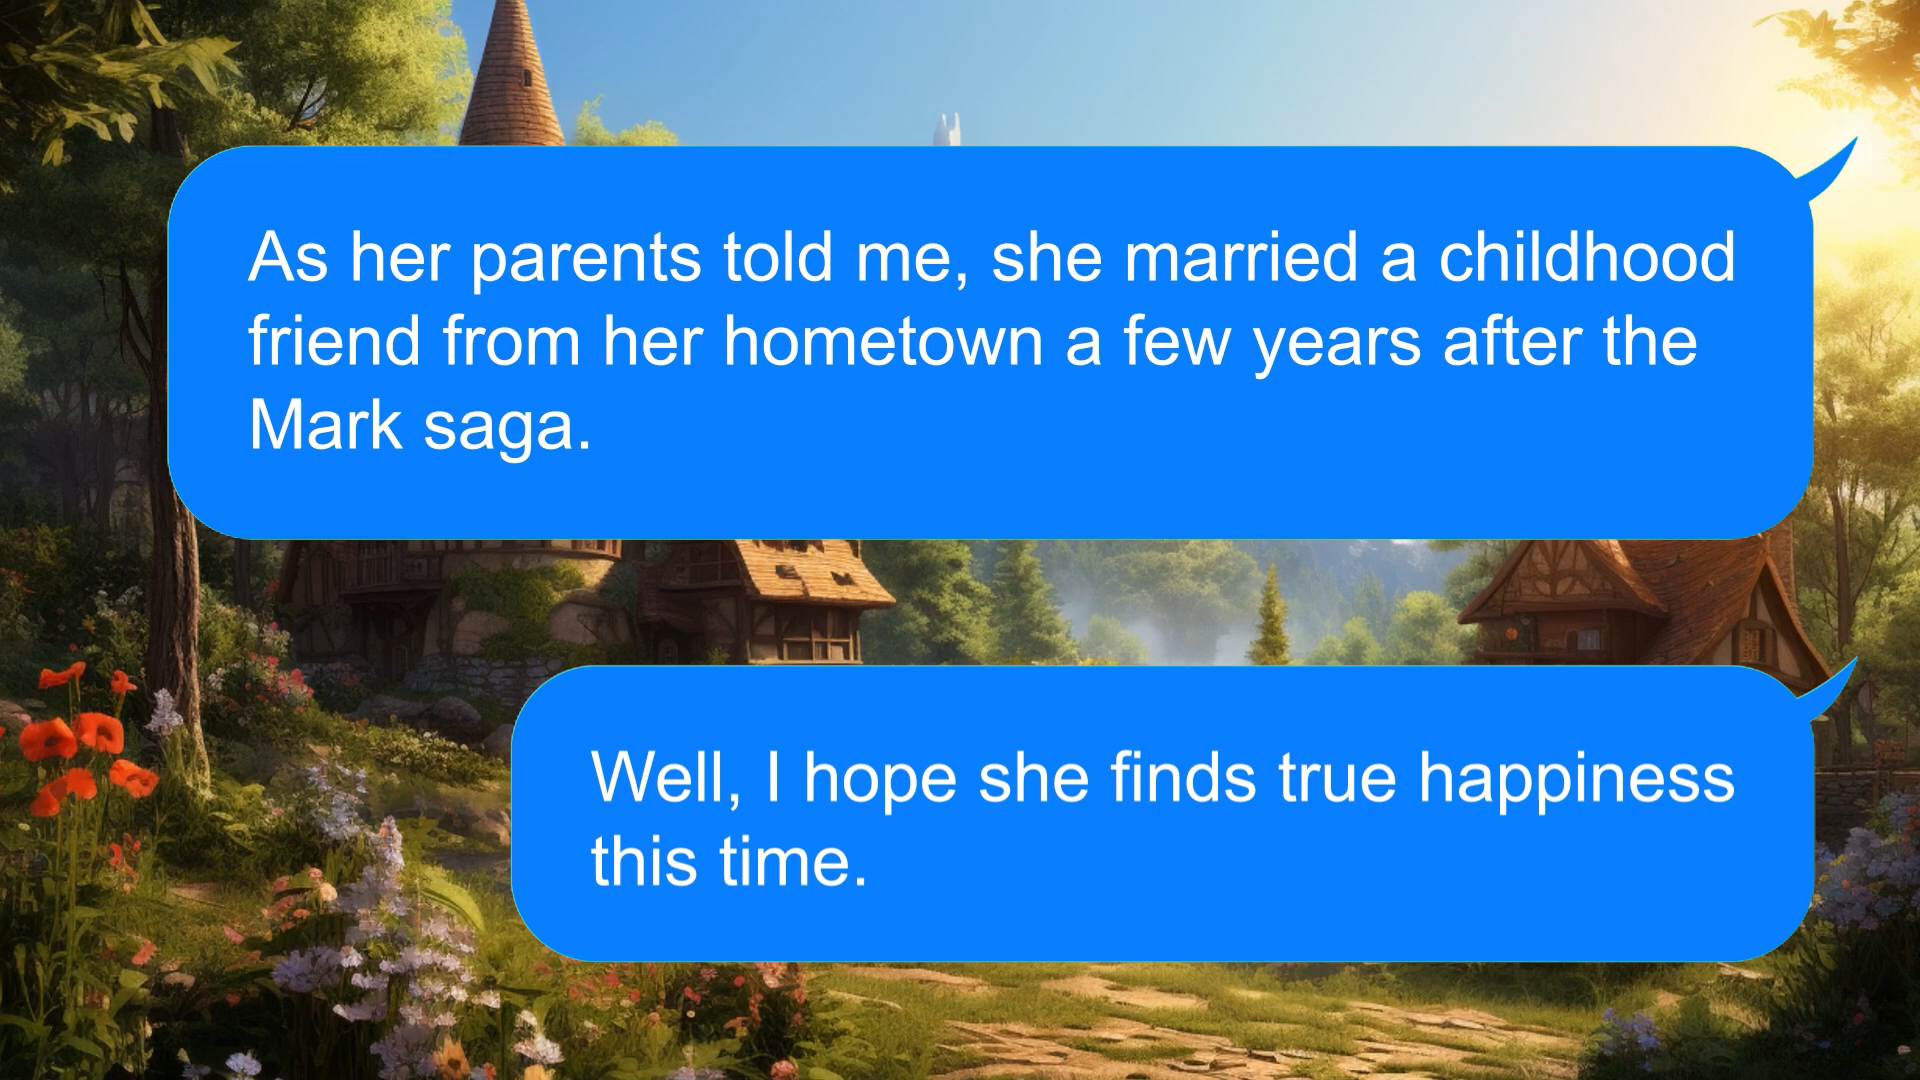 As her parents told me, she married a childhood
friend from her hometown a few years after the
Mark saga.
Well, I hope she finds true happiness
this time.